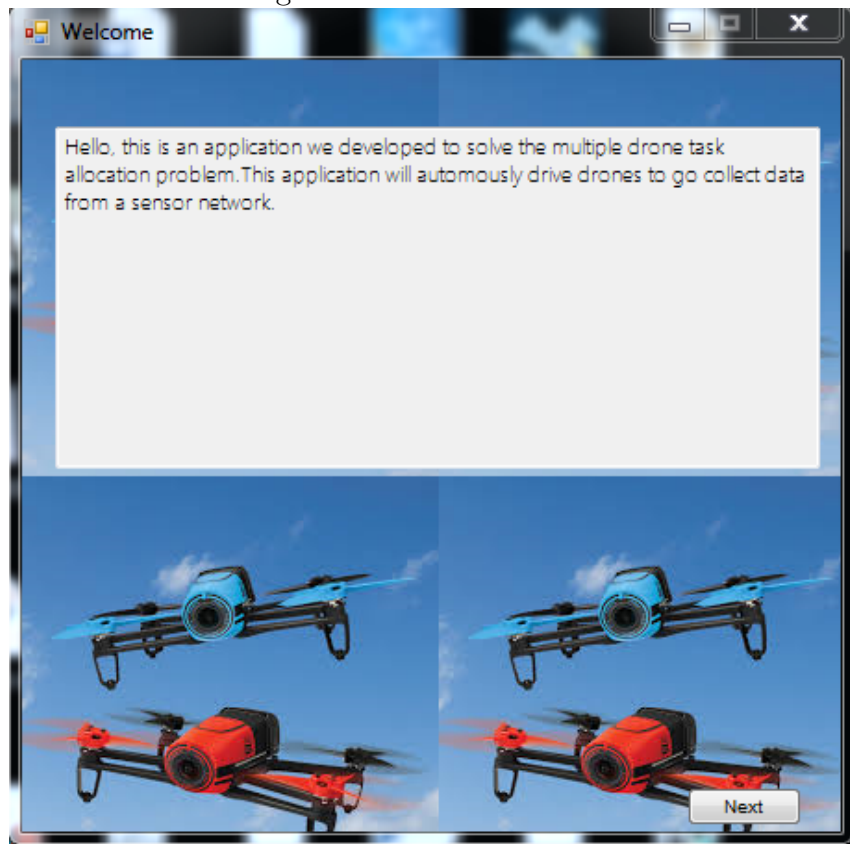 Welcome
Hello, this is an application we developed to solve the multiple drone task
allocation problem.This application will automously drive drones to go collect data
from a sensor network.
Next